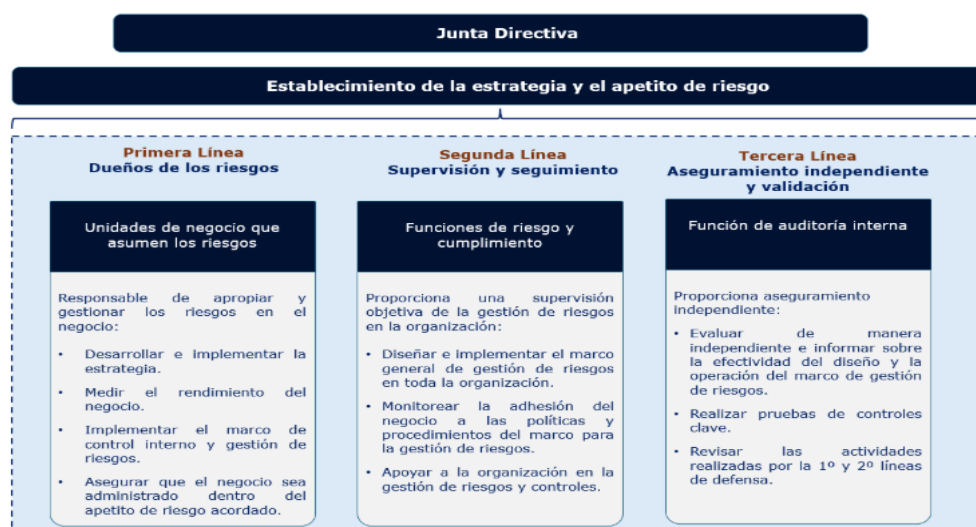 Junta Directiva
Establecimiento de la estrategia y el apetito de riesgo
Primera Línea
Dueños de los riesgos
Unidades de negocio que
asumen los riesgos
Responsable de apropiar y
gestionar los riesgos en el
negocio:
• Desarrollar e implementar la
estrategia.
• Medir el rendimiento del
negocio.
• Implementar el marco de
control interno y gestión de
riesgos.
• Asegurar que el negocio sea
administrado dentro del
apetito de riesgo acordado.
Segunda Línea
Supervisión y seguimiento
Funciones de riesgo y
cumplimiento
Proporciona una supervisión
objetiva de la gestión de riesgos
en la organización:
• Diseñar e implementar el marco
general de gestión de riesgos
en toda la organización.
• Monitorear la adhesión del
negocio a las políticas y
procedimientos del marco para
la gestión de riesgos.
• Apoyar a la organización en la
gestión de riesgos y controles.
Tercera Línea
Aseguramiento independiente
y validación
Función de auditoría interna
Proporciona aseguramiento
independiente:
• Evaluar de manera
independiente e informar sobre
la efectividad del diseño y la
operación del marco de gestión
de riesgos.
• Realizar pruebas de controles
clave.
• Revisar las actividades
realizadas por la 1º y 2º líneas
de defensa.